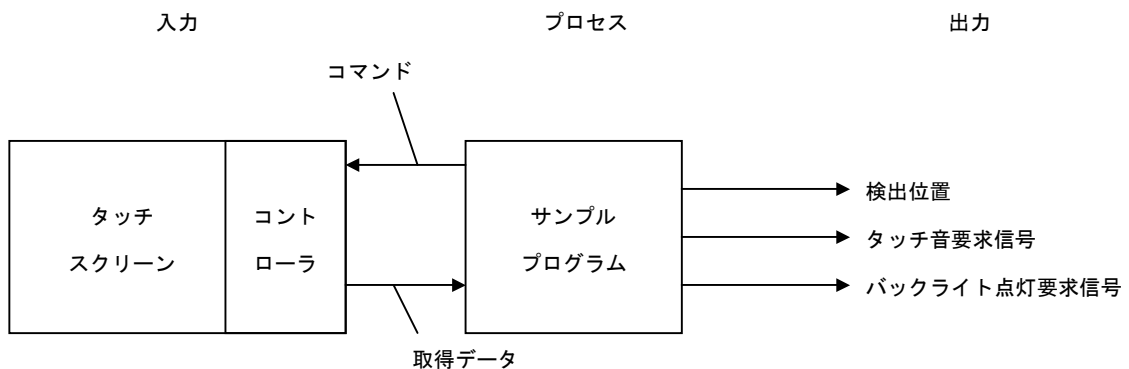 入力
プロセス
出力
コマンド
タッチ
スクリーン
コント
ローラ
サンプル
プログラム
検出位置
タッチ音要求信号
バックライト点灯要求信号
取得データ